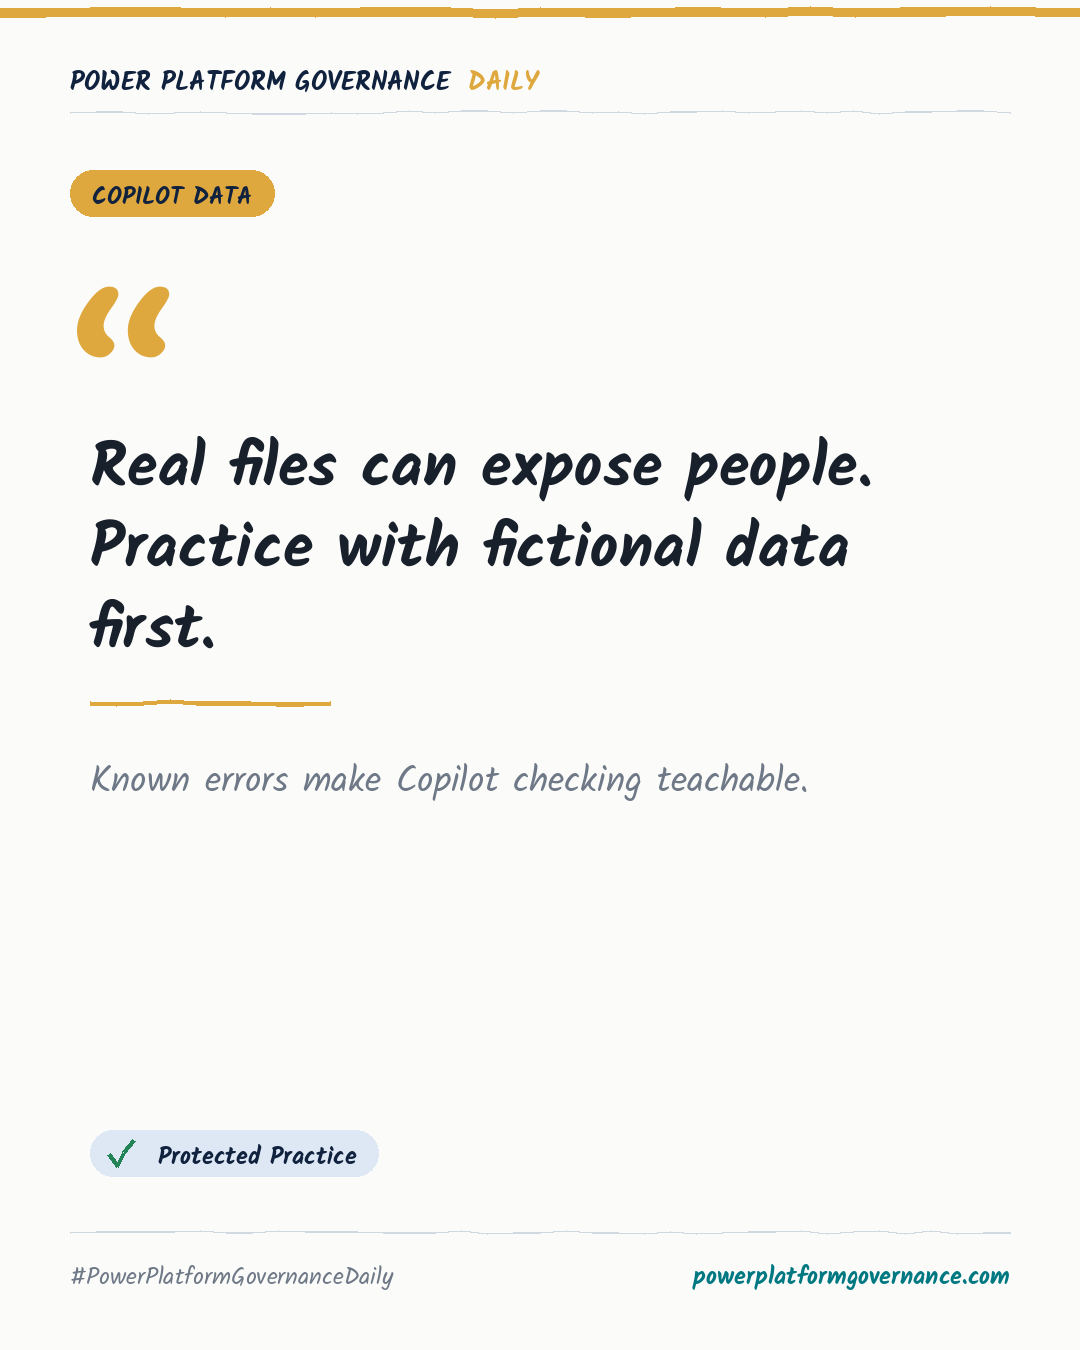 POWER PLATFORM GOVERNANCE DAILY
COPILOT DATA
“
Real files can expose people.
Practice with fictional data
first.
Known errors make Copilot checking teachable.
✓ Protected Practice
#PowerPlatformGovernanceDaily
powerplatformgovernance.com